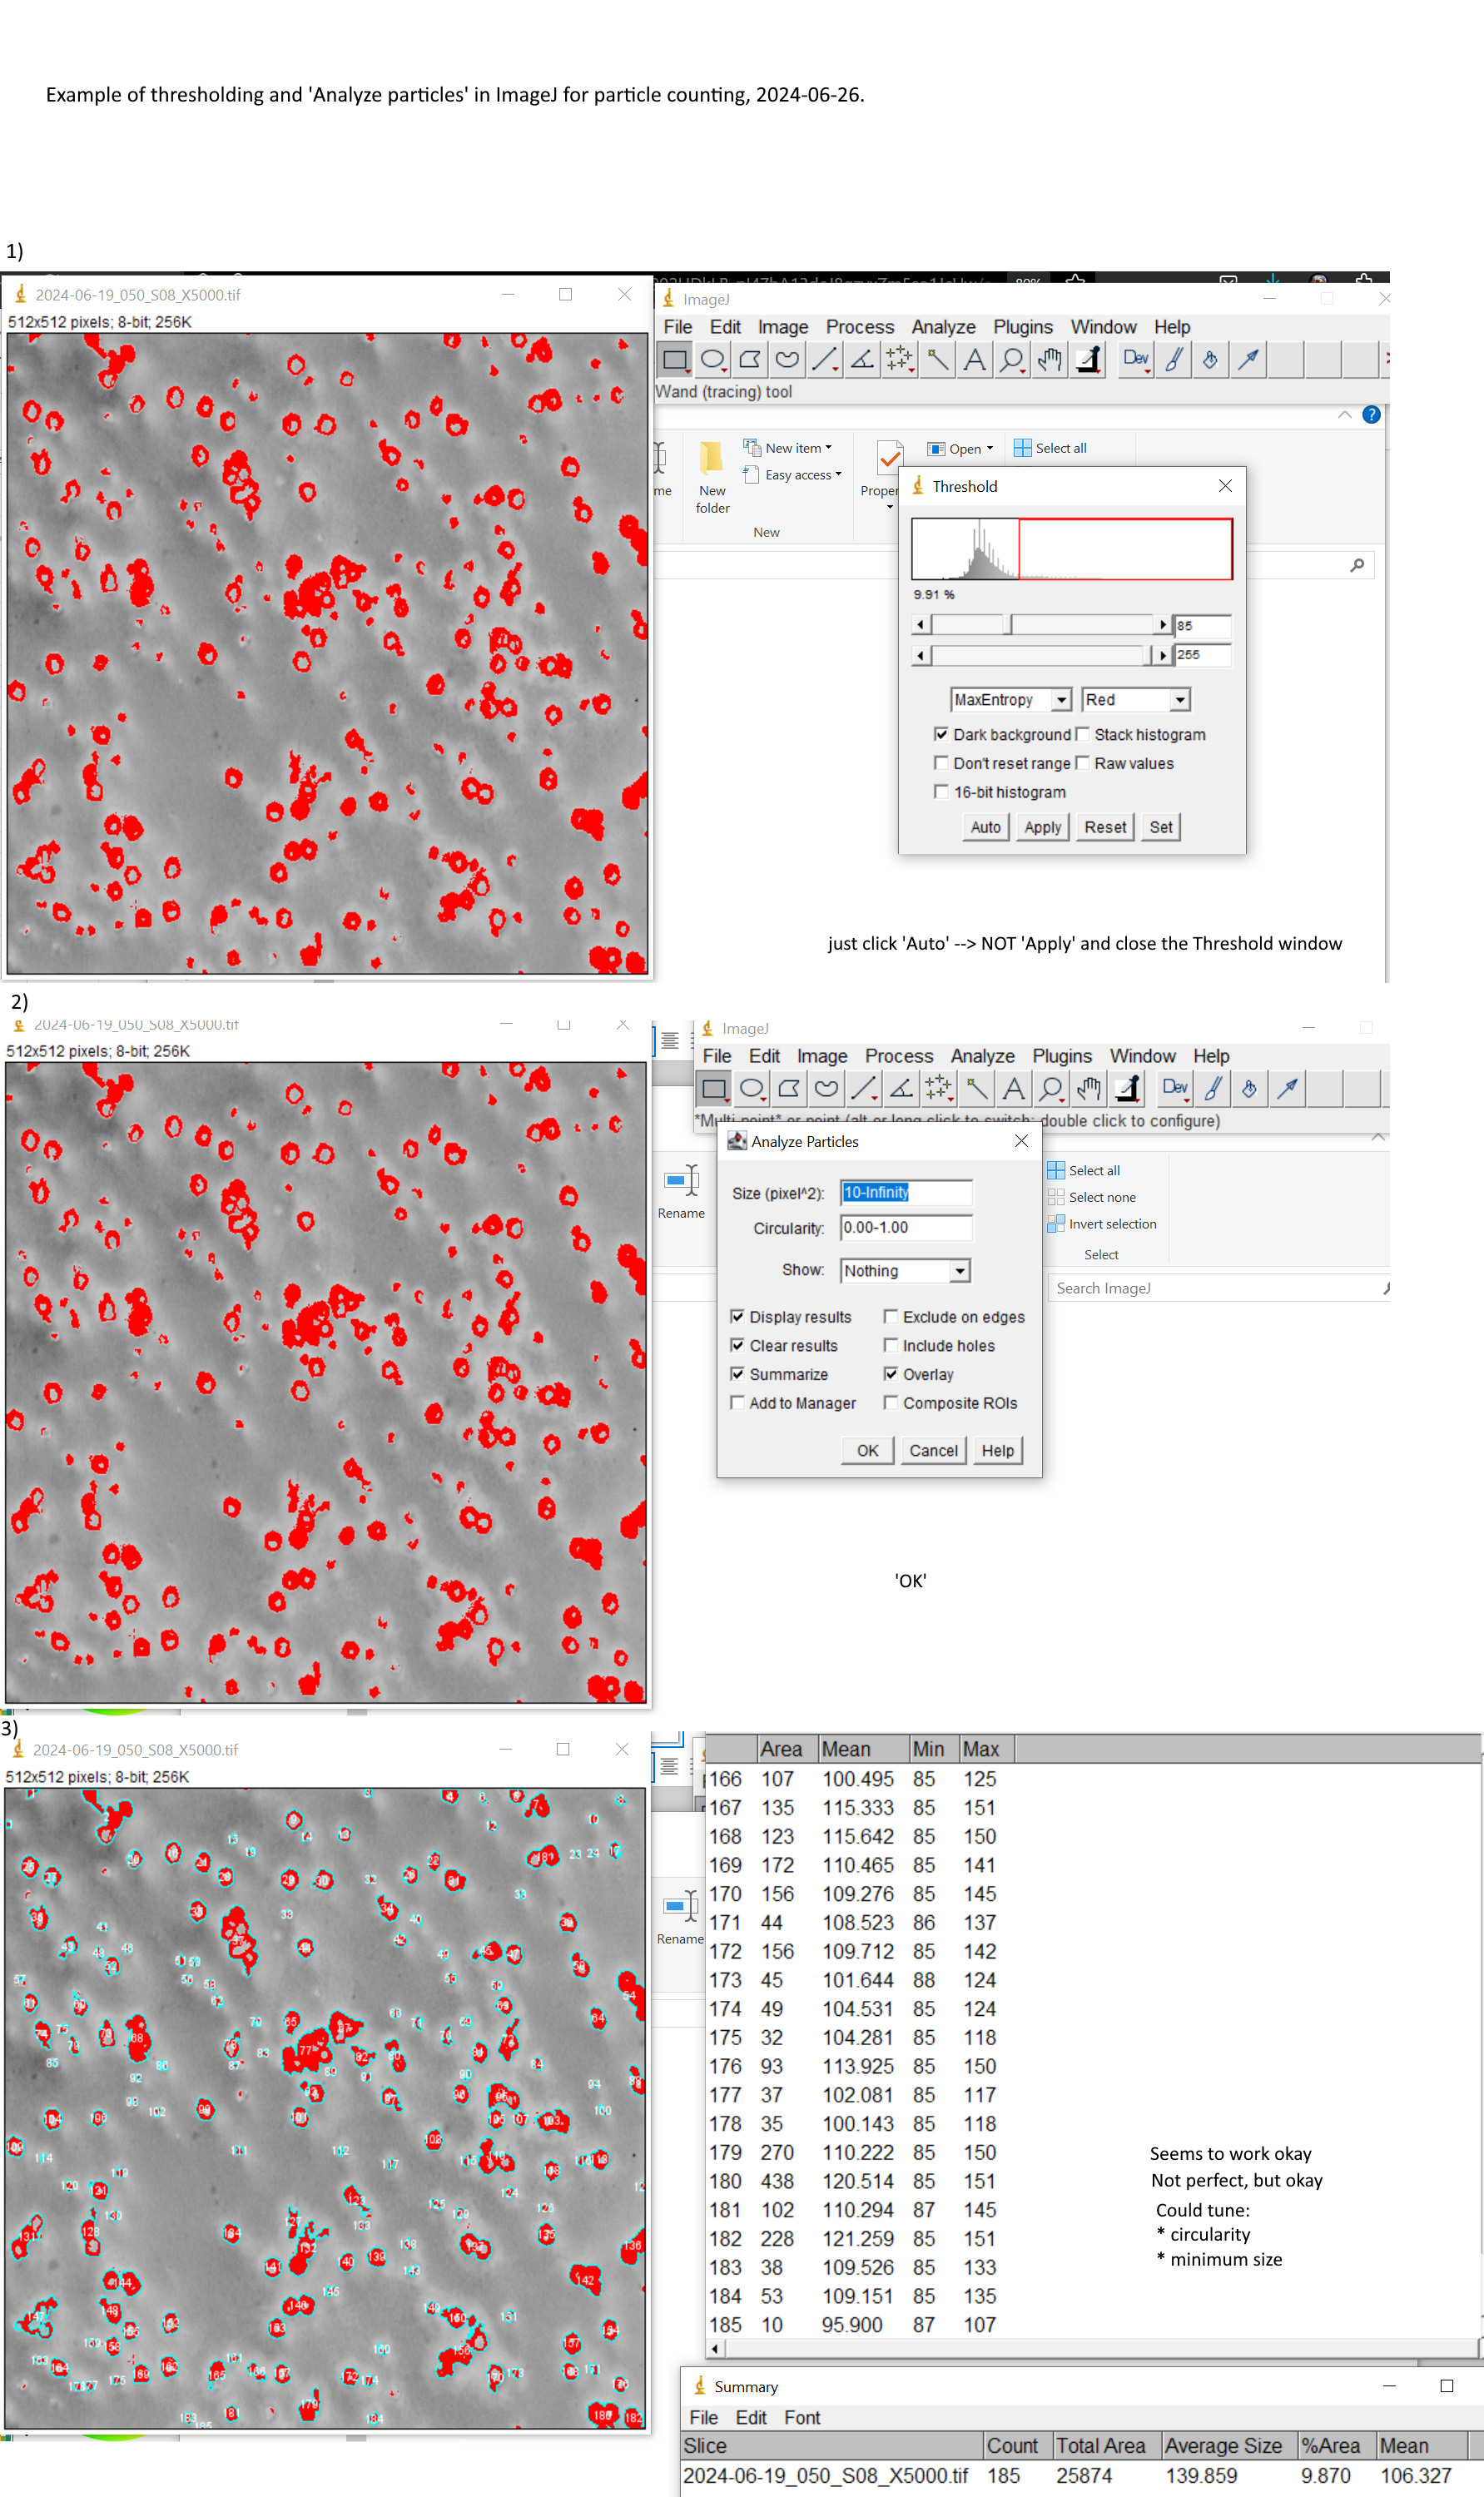 Example of thresholding and 'Analyze particles' in ImageJ for particle counting, 2024-06-26.
1)
2024-06-19_050_S08_X5000.tif
512x512 pixels; 8-bit; 256K
ImageJ
File Edit Image Process Analyze Plugins Window Help
Dev
Wand (tracing) tool
New item
Easy access
New folder
New
Open
Select all
Threshold
9.91 %
85
255
MaxEntropy Red
Dark background Stack histogram
Don't reset range Raw values
16-bit histogram
Auto Apply Reset Set
just click 'Auto' --> NOT 'Apply' and close the Threshold window
2)
2024-06-19_050_S08_X5000.tif
512x512 pixels; 8-bit; 256K
ImageJ
File Edit Image Process Analyze Plugins Window Help
Dev
*Multi-point* or point (alt or long click to switch; double click to configure)
Rename
Analyze Particles
Size (pixel^2): 10-Infinity
Circularity: 0.00-1.00
Show: Nothing
Display results Exclude on edges
Clear results Include holes
Summarize Overlay
Add to Manager Composite ROIs
OK Cancel Help
Select all
Select none
Invert selection
Select
Search ImageJ
'OK'
3)
2024-06-19_050_S08_X5000.tif
512x512 pixels; 8-bit; 256K
Rename
Area Mean Min Max
166 107 100.495 85 125
167 135 115.333 85 151
168 123 115.642 85 150
169 172 110.465 85 141
170 156 109.276 85 145
171 44 108.523 86 137
172 156 109.712 85 142
173 45 101.644 88 124
174 49 104.531 85 124
175 32 104.281 85 118
176 93 113.925 85 150
177 37 102.081 85 117
178 35 100.143 85 118
179 270 110.222 85 150
180 438 120.514 85 151
181 102 110.294 87 145
182 228 121.259 85 151
183 38 109.526 85 133
184 53 109.151 85 135
185 10 95.900 87 107
Seems to work okay
Not perfect, but okay
Could tune:
* circularity
* minimum size
Summary
File Edit Font
Slice Count Total Area Average Size %Area Mean
2024-06-19_050_S08_X5000.tif 185 25874 139.859 9.870 106.327